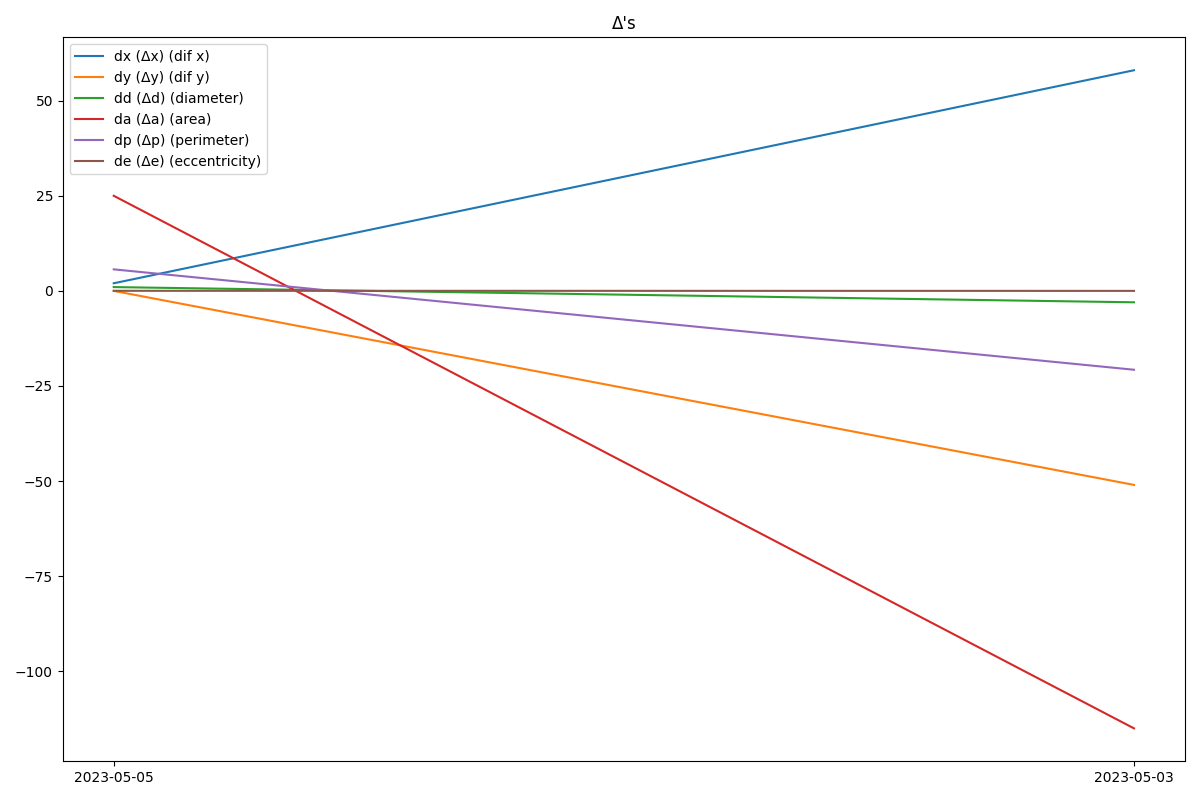 Δ's
dx (Δx) (dif x)
dy (Δy) (dif y)
dd (Δd) (diameter)
da (Δa) (area)
dp (Δp) (perimeter)
de (Δe) (eccentricity)
50
25
0
−25
−50
−75
−100
2023-05-05
2023-05-03